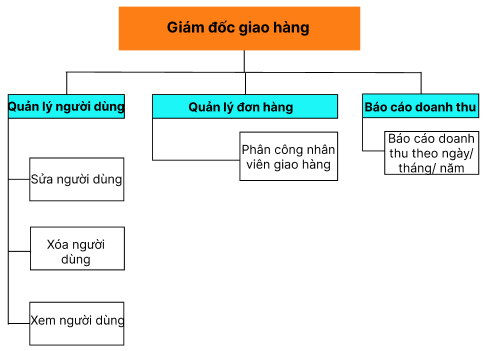 Giám đốc giao hàng
Quản lý người dùng
Quản lý đơn hàng
Báo cáo doanh thu
Sửa người dùng
Xóa người
dùng
Xem người dùng
Phân công nhân
viên giao hàng
Báo cáo doanh
thu theo ngày/
tháng/ năm